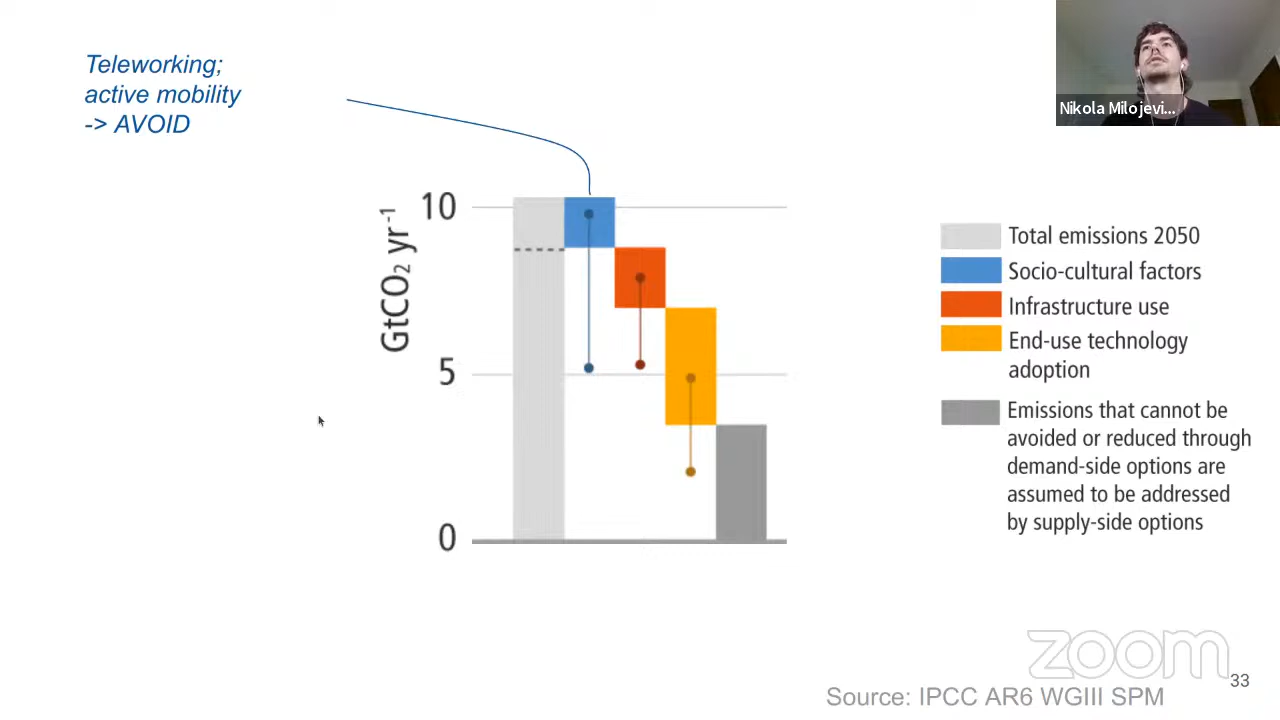 Teleworking;
active mobility
-> AVOID
Nikola Milojevi...
GtCO₂ yr⁻¹
10
5
0
Total emissions 2050
Socio-cultural factors
Infrastructure use
End-use technology
adoption
Emissions that cannot be
avoided or reduced through
demand-side options are
assumed to be addressed
by supply-side options
zoom
33
Source: IPCC AR6 WGIII SPM